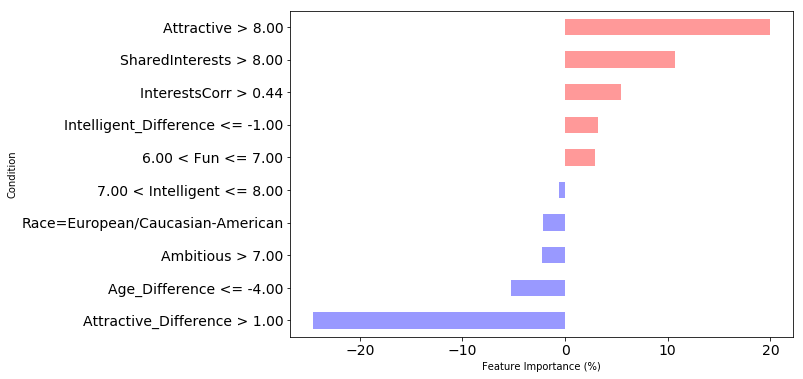 Attractive > 8.00
SharedInterests > 8.00
InterestsCorr > 0.44
Intelligent_Difference <= -1.00
6.00 < Fun <= 7.00
7.00 < Intelligent <= 8.00
Race=European/Caucasian-American
Ambitious > 7.00
Age_Difference <= -4.00
Attractive_Difference > 1.00
Condition
−20 −10 0 10 20
Feature Importance (%)